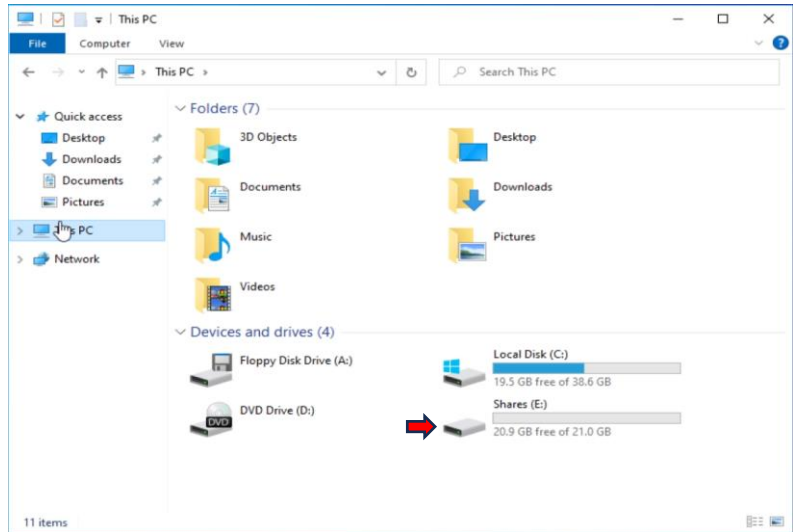 This PC
File Computer View
This PC
Search This PC
Quick access
Desktop
Downloads
Documents
Pictures
This PC
Network
Folders (7)
3D Objects
Desktop
Documents
Downloads
Music
Pictures
Videos
Devices and drives (4)
Floppy Disk Drive (A:)
Local Disk (C:)
19.5 GB free of 38.6 GB
DVD Drive (D:)
DVD
Shares (E:)
20.9 GB free of 21.0 GB
11 items